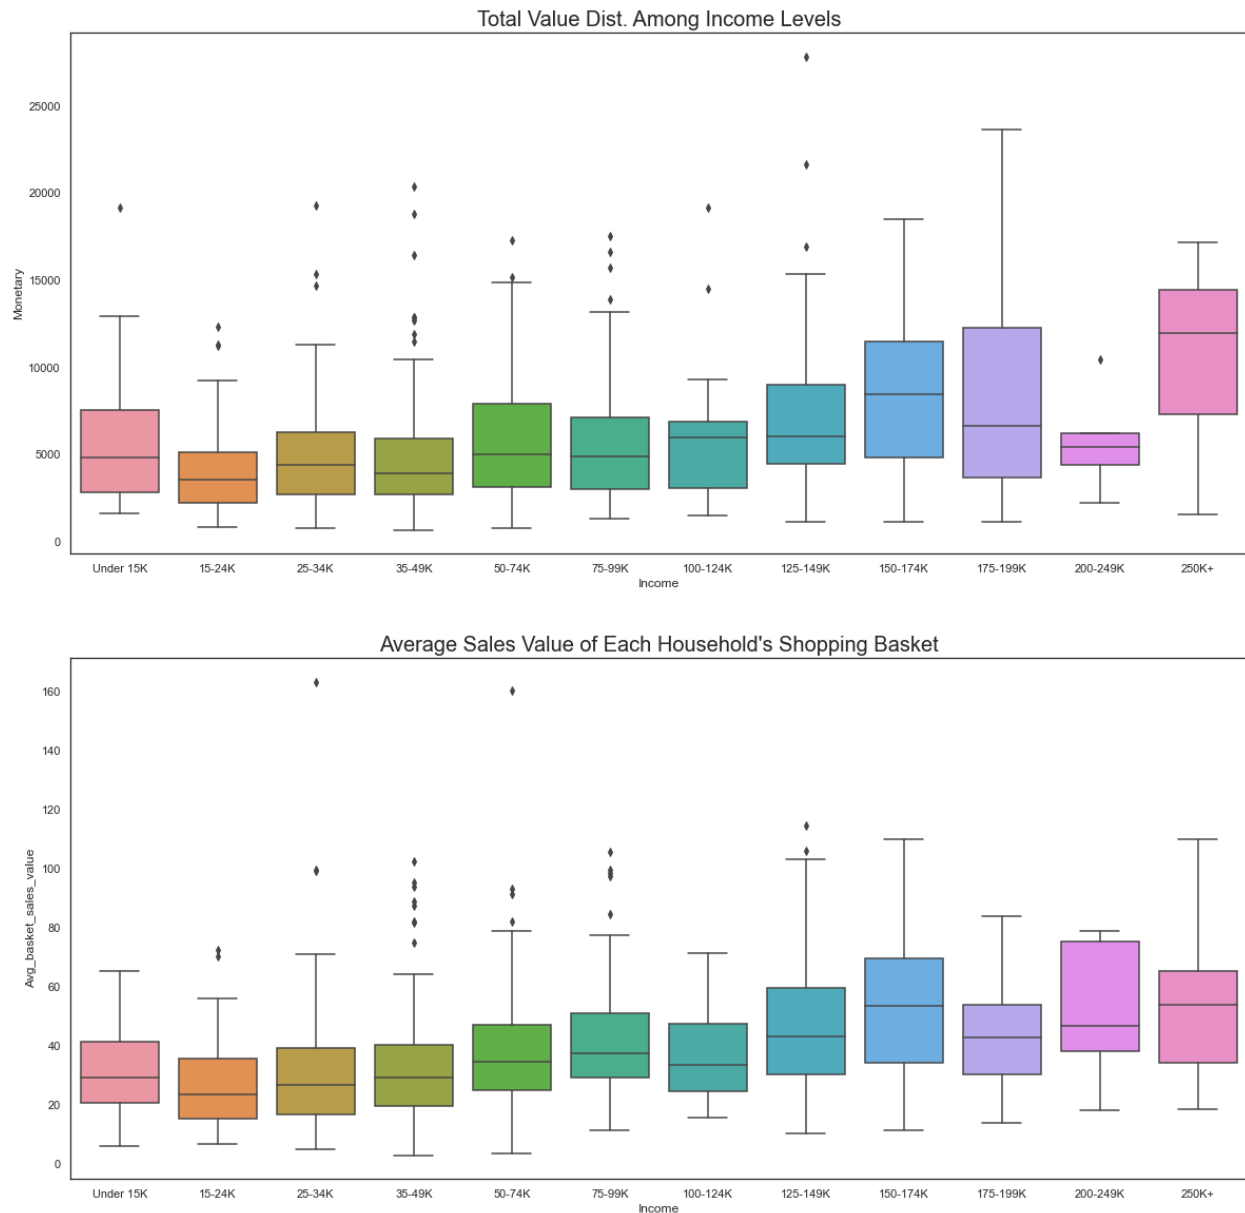 Total Value Dist. Among Income Levels
25000
20000
15000
10000
5000
0
Monetary
Under 15K 15-24K 25-34K 35-49K 50-74K 75-99K 100-124K 125-149K 150-174K 175-199K 200-249K 250K+
Income
Average Sales Value of Each Household's Shopping Basket
160
140
120
100
80
60
40
20
0
Avg_basket_sales_value
Under 15K 15-24K 25-34K 35-49K 50-74K 75-99K 100-124K 125-149K 150-174K 175-199K 200-249K 250K+
Income